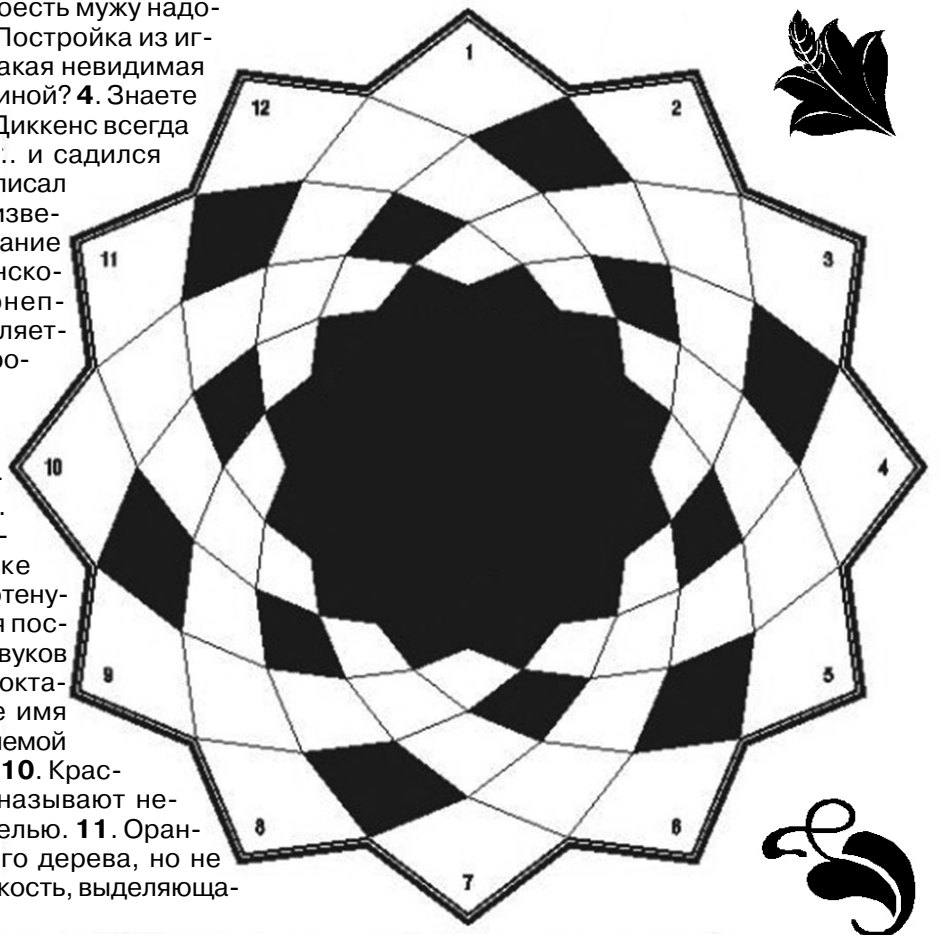 оесть мужу надо-
Постройка из иг-
акая невидимая
иной? 4. Знаете
Диккенс всегда
.. и садился
писал
изве-
ание
нско-
онеп-
ляет-
ро-
-
.
-
ке
отену-
я пос-
вуков
окта-
е имя
яемой
10. Крас-
называют не-
елью. 11. Оран-
го дерева, но не
кость, выделяюща-
1
2
3
4
5
6
7
8
9
10
11
12